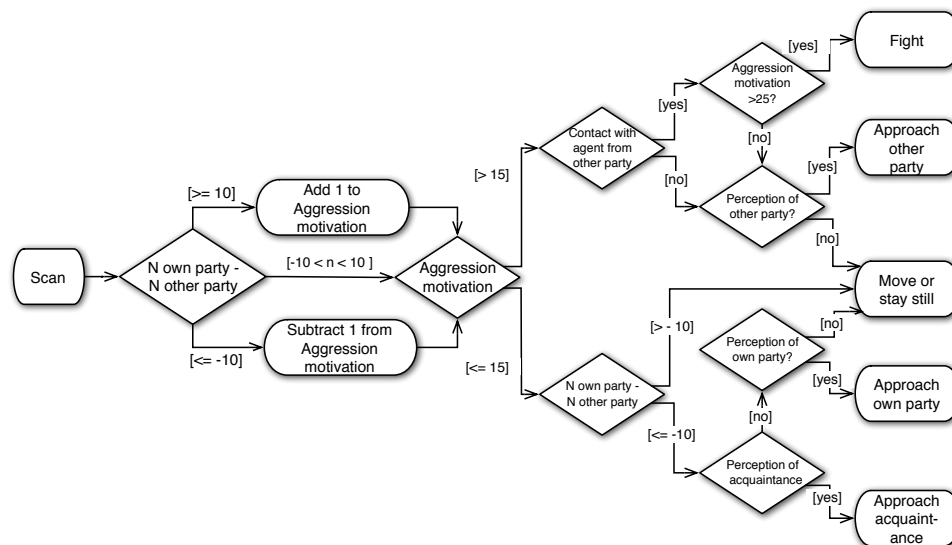 Scan
N own party -
N other party
[>= 10]
Add 1 to
Aggression
motivation
[-10 < n < 10 ]
[<= -10]
Subtract 1 from
Aggression
motivation
Aggression
motivation
[> 15]
[<= 15]
Contact with
agent from
other party
[yes]
[no]
Aggression
motivation
>25?
[yes]
[no]
Fight
Perception of
other party?
[yes]
[no]
Approach
other
party
Move or
stay still
N own party -
N other party
[> - 10]
[<= -10]
Perception of
own party?
[no]
[yes]
Approach
own party
[no]
Perception of
acquaintance
[yes]
Approach
acquaint-
ance